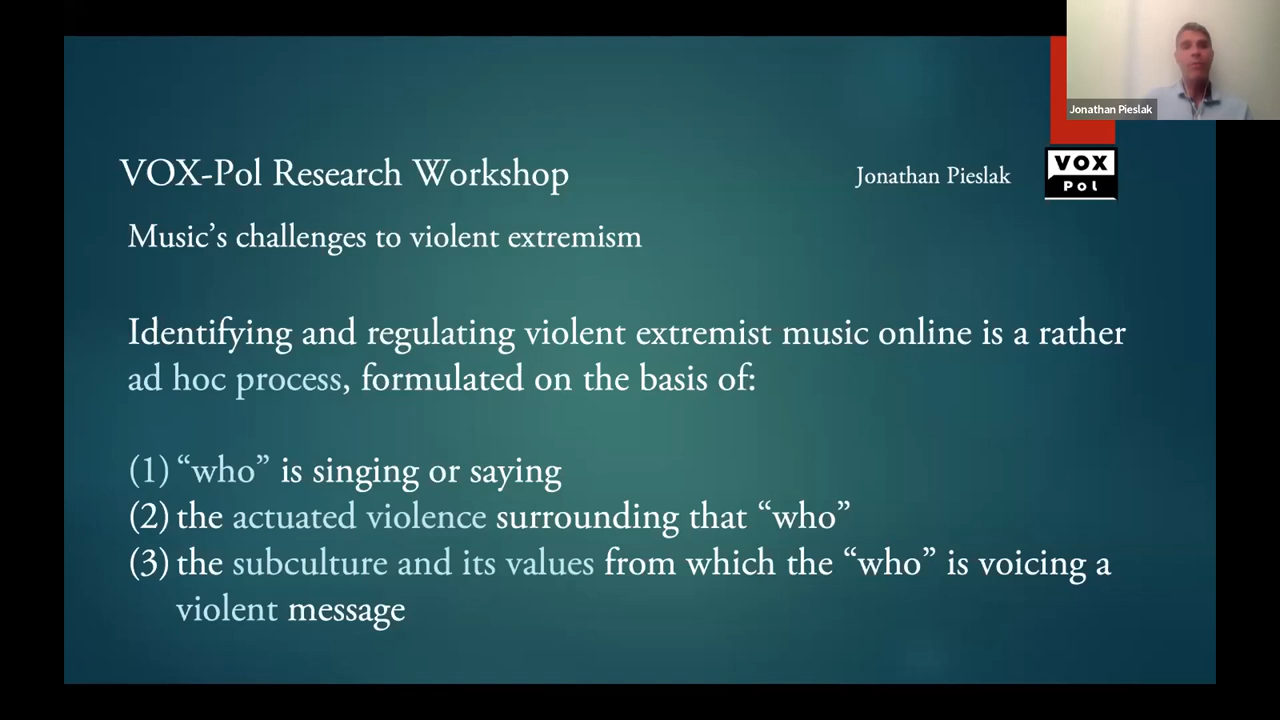 Jonathan Pieslak
VOX-Pol Research Workshop
Jonathan Pieslak
VOX
Pol
Music’s challenges to violent extremism
Identifying and regulating violent extremist music online is a rather
ad hoc process, formulated on the basis of:
(1) “who” is singing or saying
(2) the actuated violence surrounding that “who”
(3) the subculture and its values from which the “who” is voicing a
violent message